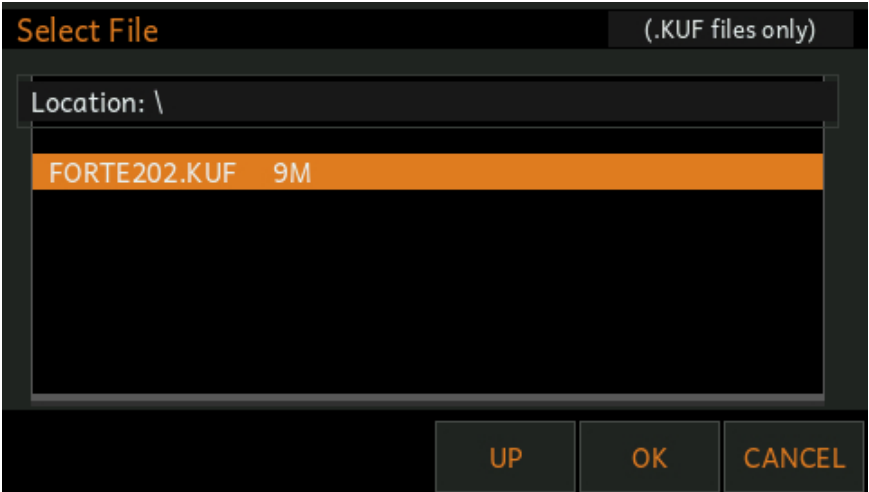 Select File (.KUF files only)
Location: \
FORTE202.KUF 9M
UP OK CANCEL